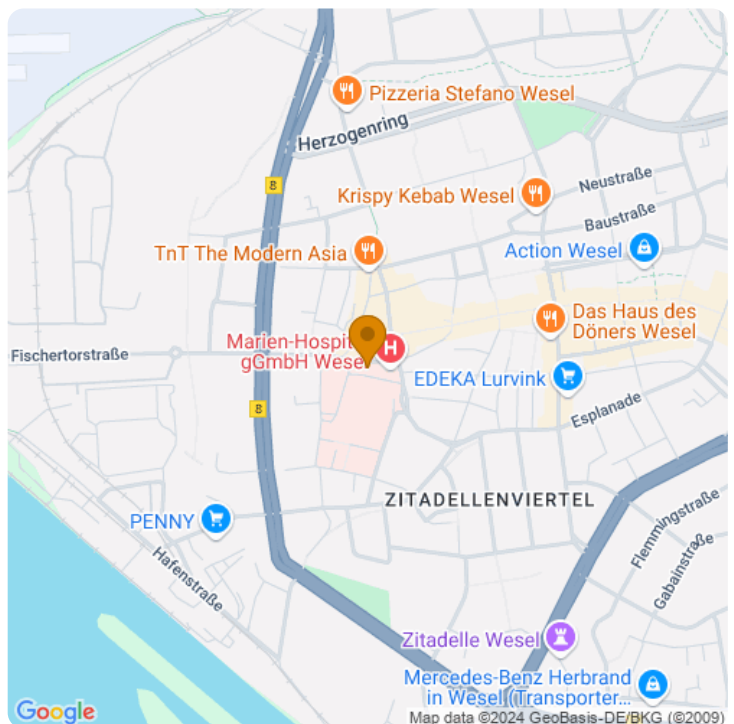 Pizzeria Stefano Wesel
Herzogenring
8
Neustraße
Krispy Kebab Wesel
Baustraße
TnT The Modern Asia
Action Wesel
Das Haus des
Döners Wesel
Marien-Hospit
gGmbH Wesel
H
Fischertorstraße
EDEKA Lurvink
8
Esplanade
ZITADELLENVIERTEL
PENNY
Flemmingstraße
Gabainstraße
Hafenstraße
Zitadelle Wesel
Mercedes-Benz Herbrand
in Wesel (Transporter...
Google
Map data ©2024 GeoBasis-DE/BKG (©2009)